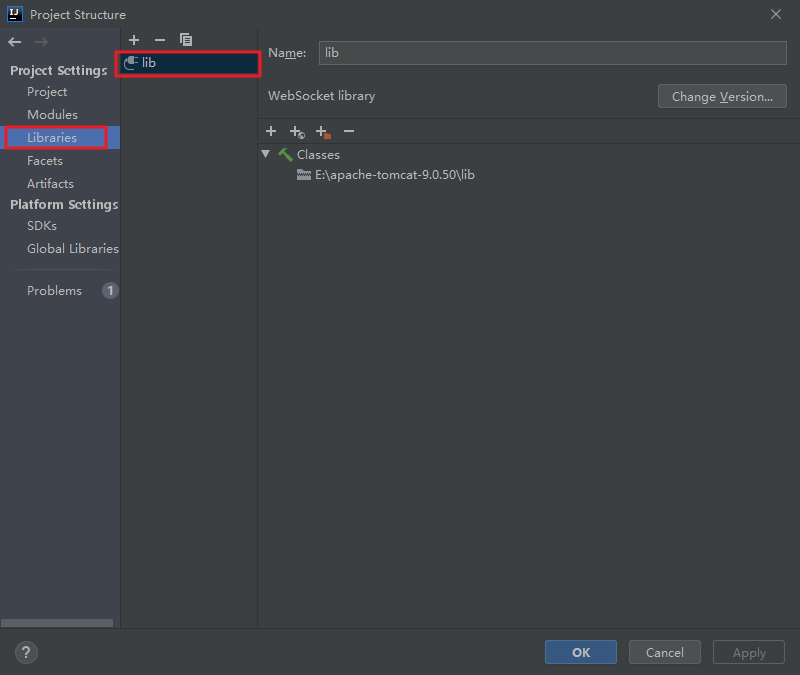 Project Structure
Project Settings
Project
Modules
Libraries
Facets
Artifacts
Platform Settings
SDKs
Global Libraries
Problems 1
lib
Name: lib
WebSocket library
Change Version...
Classes
E:\apache-tomcat-9.0.50\lib
?
OK
Cancel
Apply